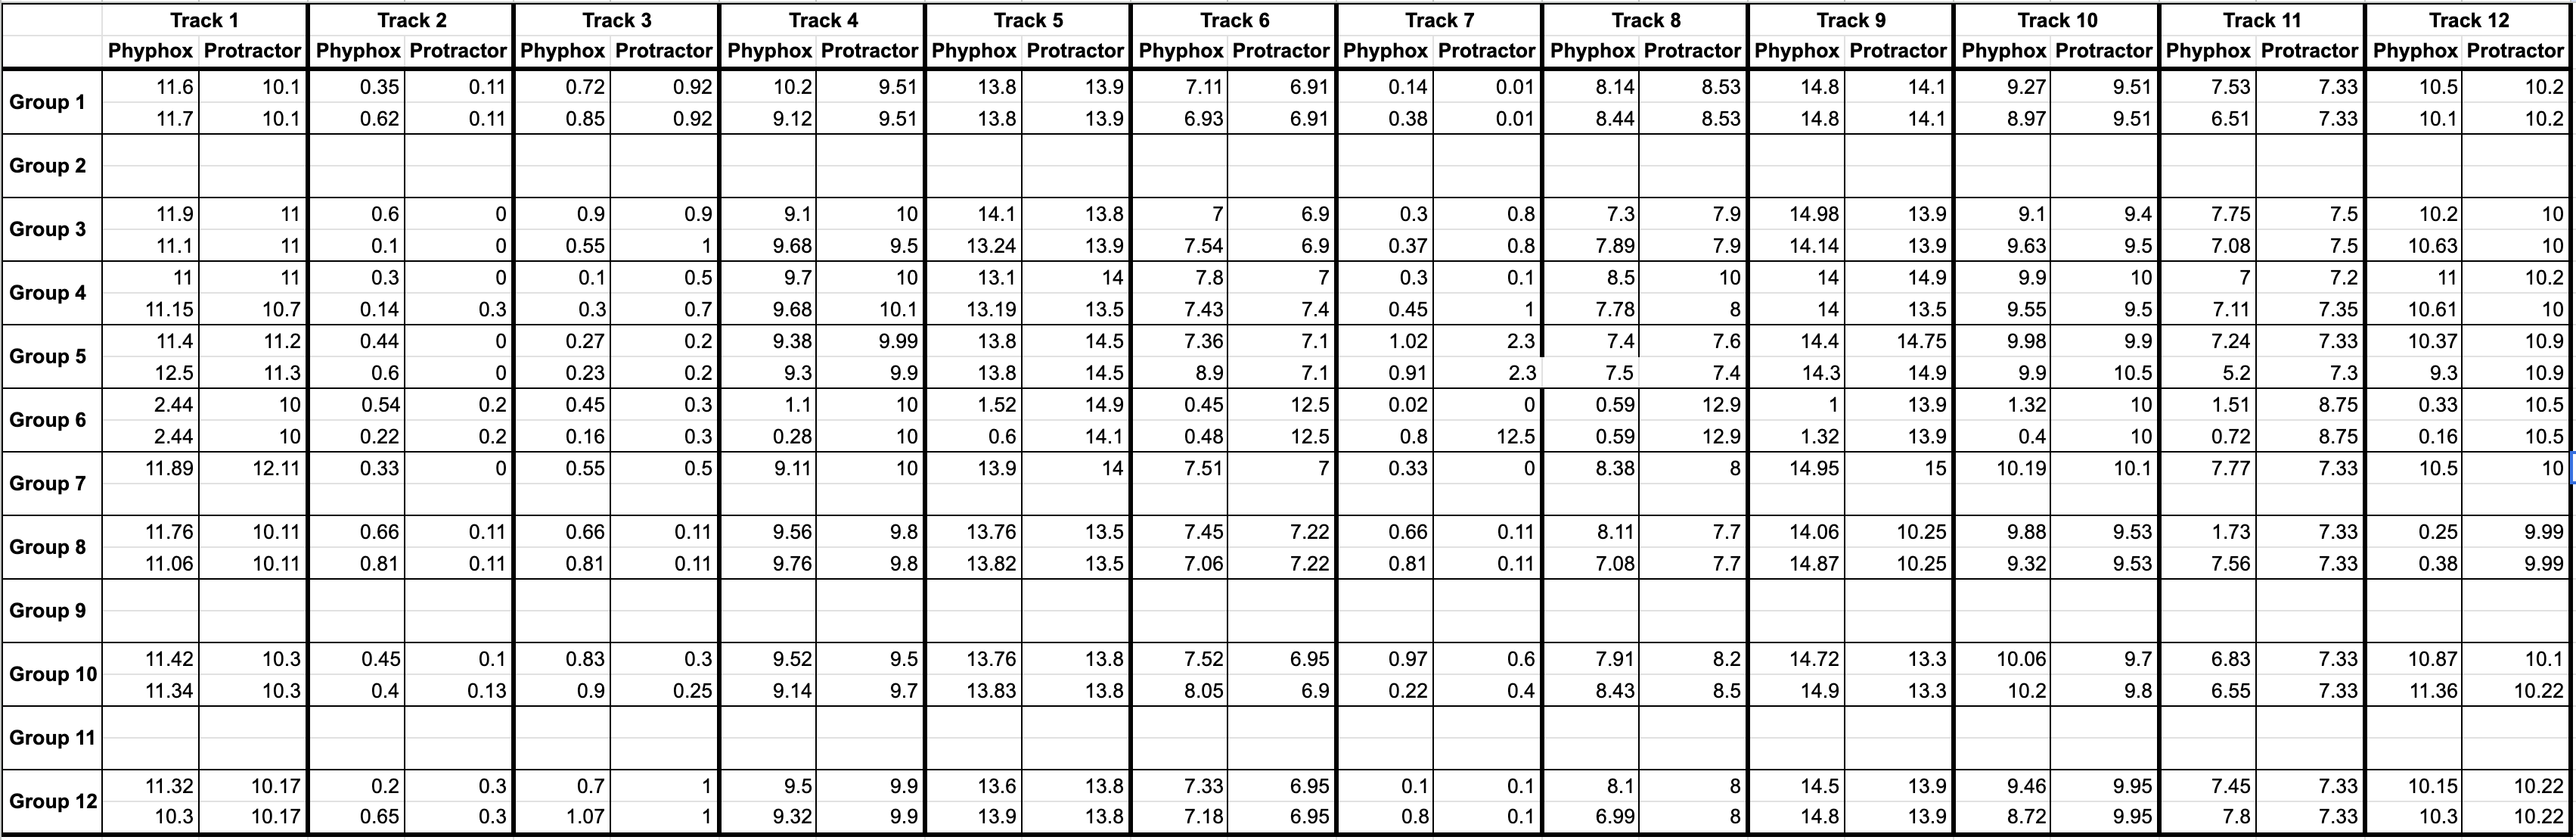 Track 1 Track 2 Track 3 Track 4 Track 5 Track 6 Track 7 Track 8 Track 9 Track 10 Track 11 Track 12
Phyphox Protractor Phyphox Protractor Phyphox Protractor Phyphox Protractor Phyphox Protractor Phyphox Protractor Phyphox Protractor Phyphox Protractor Phyphox Protractor Phyphox Protractor Phyphox Protractor Phyphox Protractor
Group 1
11.6 10.1 0.35 0.11 0.72 0.92 10.2 9.51 13.8 13.9 7.11 6.91 0.14 0.01 8.14 8.53 14.8 14.1 9.27 9.51 7.53 7.33 10.5 10.2
11.7 10.1 0.62 0.11 0.85 0.92 9.12 9.51 13.8 13.9 6.93 6.91 0.38 0.01 8.44 8.53 14.8 14.1 8.97 9.51 6.51 7.33 10.1 10.2
Group 2
Group 3
11.9 11 0.6 0 0.9 0.9 9.1 10 14.1 13.8 7 6.9 0.3 0.8 7.3 7.9 14.98 13.9 9.1 9.4 7.75 7.5 10.2 10
11.1 11 0.1 0 0.55 1 9.68 9.5 13.24 13.9 7.54 6.9 0.37 0.8 7.89 7.9 14.14 13.9 9.63 9.5 7.08 7.5 10.63 10
Group 4
11 11 0.3 0 0.1 0.5 9.7 10 13.1 14 7.8 7 0.3 0.1 8.5 10 14 14.9 9.9 10 7 7.2 11 10.2
11.15 10.7 0.14 0.3 0.3 0.7 9.68 10.1 13.19 13.5 7.43 7.4 0.45 1 7.78 8 14 13.5 9.55 9.5 7.11 7.35 10.61 10
Group 5
11.4 11.2 0.44 0 0.27 0.2 9.38 9.99 13.8 14.5 7.36 7.1 1.02 2.3 7.4 7.6 14.4 14.75 9.98 9.9 7.24 7.33 10.37 10.9
12.5 11.3 0.6 0 0.23 0.2 9.3 9.9 13.8 14.5 8.9 7.1 0.91 2.3 7.5 7.4 14.3 14.9 9.9 10.5 5.2 7.3 9.3 10.9
Group 6
2.44 10 0.54 0.2 0.45 0.3 1.1 10 1.52 14.9 0.45 12.5 0.02 0 0.59 12.9 1 13.9 1.32 10 1.51 8.75 0.33 10.5
2.44 10 0.22 0.2 0.16 0.3 0.28 10 0.6 14.1 0.48 12.5 0.8 12.5 0.59 12.9 1.32 13.9 0.4 10 0.72 8.75 0.16 10.5
Group 7
11.89 12.11 0.33 0 0.55 0.5 9.11 10 13.9 14 7.51 7 0.33 0 8.38 8 14.95 15 10.19 10.1 7.77 7.33 10.5 10
Group 8
11.76 10.11 0.66 0.11 0.66 0.11 9.56 9.8 13.76 13.5 7.45 7.22 0.66 0.11 8.11 7.7 14.06 10.25 9.88 9.53 1.73 7.33 0.25 9.99
11.06 10.11 0.81 0.11 0.81 0.11 9.76 9.8 13.82 13.5 7.06 7.22 0.81 0.11 7.08 7.7 14.87 10.25 9.32 9.53 7.56 7.33 0.38 9.99
Group 9
Group 10
11.42 10.3 0.45 0.1 0.83 0.3 9.52 9.5 13.76 13.8 7.52 6.95 0.97 0.6 7.91 8.2 14.72 13.3 10.06 9.7 6.83 7.33 10.87 10.1
11.34 10.3 0.4 0.13 0.9 0.25 9.14 9.7 13.83 13.8 8.05 6.9 0.22 0.4 8.43 8.5 14.9 13.3 10.2 9.8 6.55 7.33 11.36 10.22
Group 11
Group 12
11.32 10.17 0.2 0.3 0.7 1 9.5 9.9 13.6 13.8 7.33 6.95 0.1 0.1 8.1 8 14.5 13.9 9.46 9.95 7.45 7.33 10.15 10.22
10.3 10.17 0.65 0.3 1.07 1 9.32 9.9 13.9 13.8 7.18 6.95 0.8 0.1 6.99 8 14.8 13.9 8.72 9.95 7.8 7.33 10.3 10.22